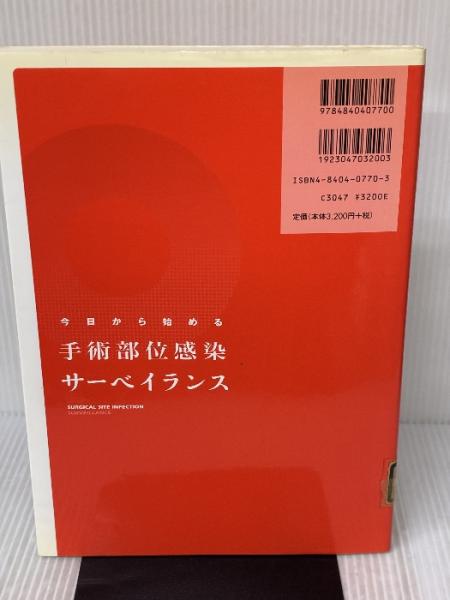 9784840407700
1923047032003
ISBN4-8404-0770-3
C3047 ¥3200E
定価(本体3,200円+税)
今日から始める
手術部位感染
サーベイランス
SURGICAL SITE INFECTION
SURVEILLANCE